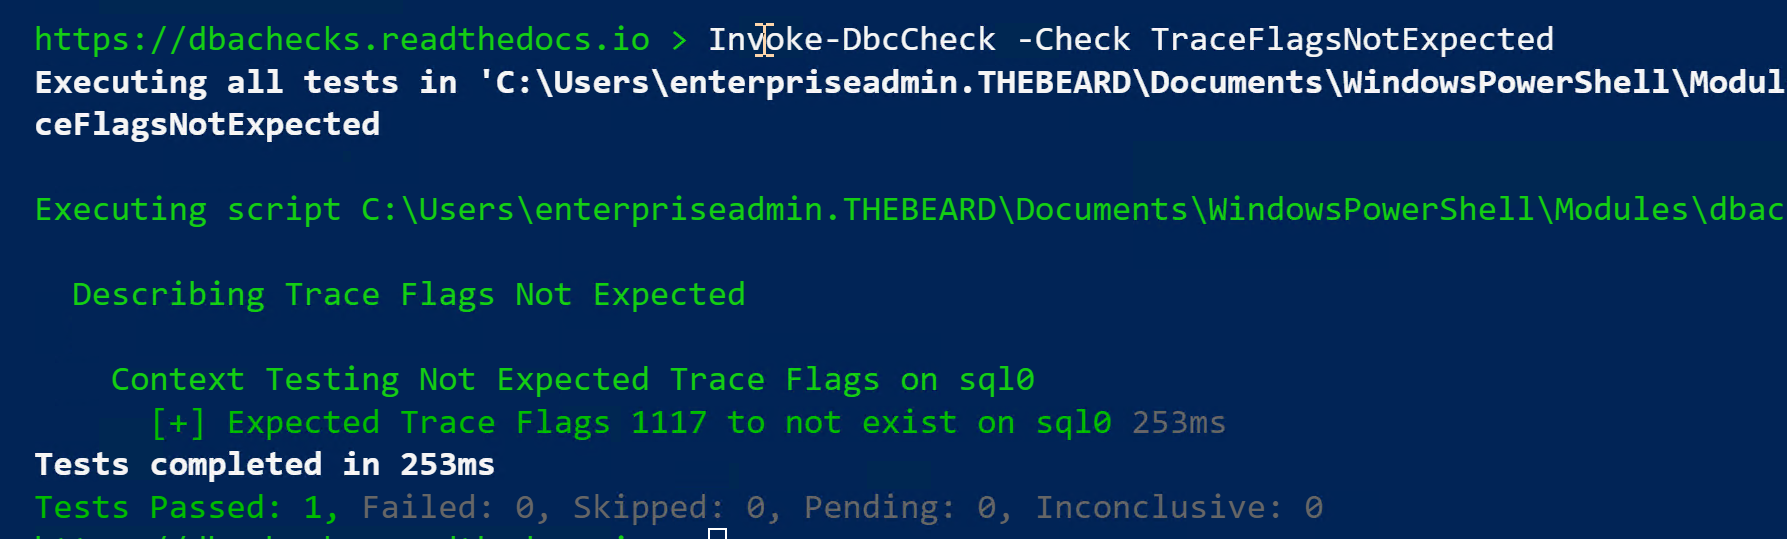 https://dbachecks.readthedocs.io > Invoke-DbcCheck -Check TraceFlagsNotExpected
Executing all tests in 'C:\Users\enterpriseadmin.THEBEARD\Documents\WindowsPowerShell\Modul
ceFlagsNotExpected
Executing script C:\Users\enterpriseadmin.THEBEARD\Documents\WindowsPowerShell\Modules\dbac
Describing Trace Flags Not Expected
Context Testing Not Expected Trace Flags on sql0
[+] Expected Trace Flags 1117 to not exist on sql0 253ms
Tests completed in 253ms
Tests Passed: 1, Failed: 0, Skipped: 0, Pending: 0, Inconclusive: 0